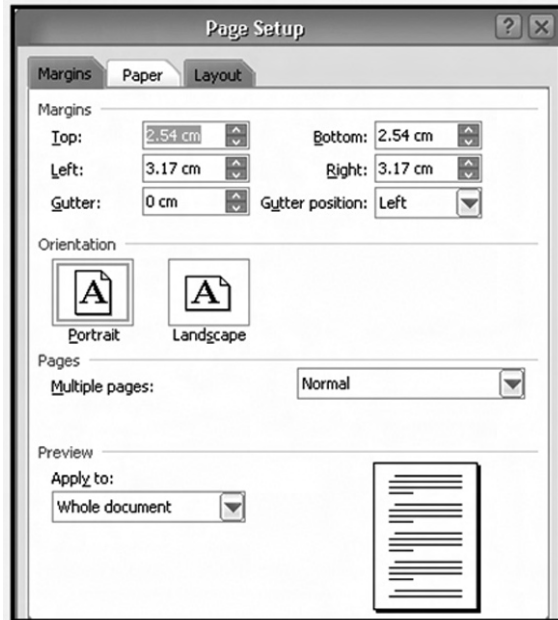 Page Setup ? X
Margins Paper Layout
Margins
Top: 2.54 cm Bottom: 2.54 cm
Left: 3.17 cm Right: 3.17 cm
Gutter: 0 cm Gutter position: Left
Orientation
A A
Portrait Landscape
Pages
Multiple pages: Normal
Preview
Apply to:
Whole document